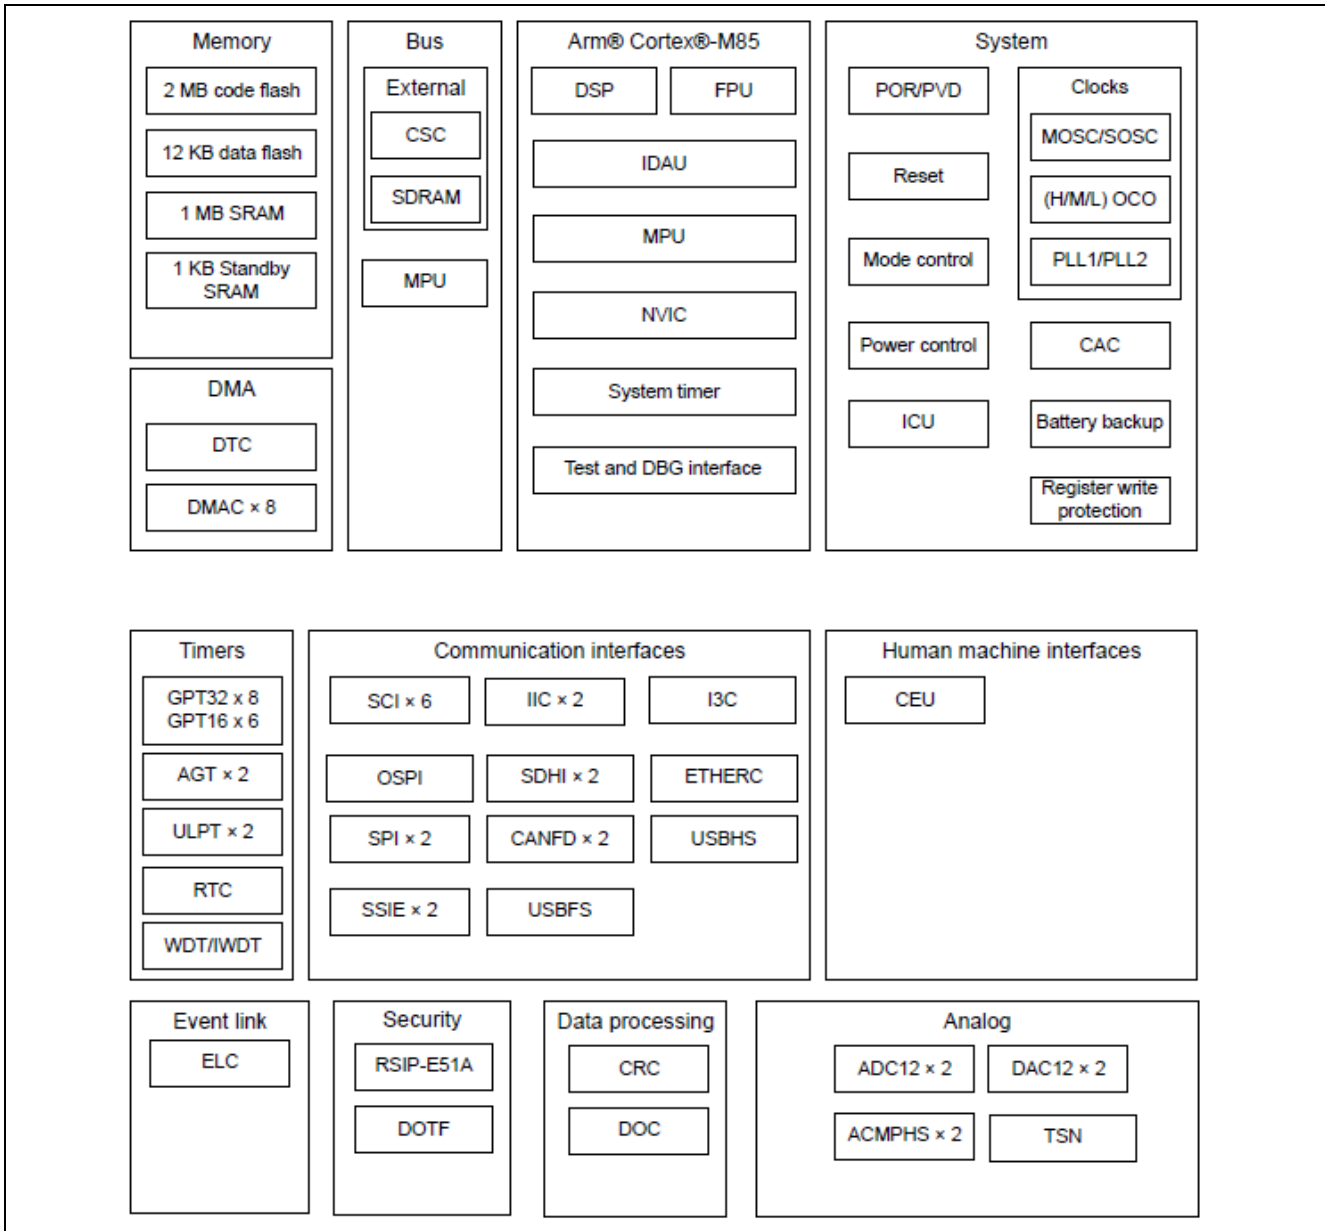 Memory
2 MB code flash
12 KB data flash
1 MB SRAM
1 KB Standby
SRAM
DMA
DTC
DMAC × 8
Bus
External
CSC
SDRAM
MPU
Arm® Cortex®-M85
DSP
FPU
IDAU
MPU
NVIC
System timer
Test and DBG interface
System
POR/PVD
Reset
Mode control
Power control
ICU
Clocks
MOSC/SOSC
(H/M/L) OCO
PLL1/PLL2
CAC
Battery backup
Register write
protection
Timers
GPT32 x 8
GPT16 x 6
AGT × 2
ULPT × 2
RTC
WDT/IWDT
Communication interfaces
SCI × 6
IIC × 2
I3C
OSPI
SDHI × 2
ETHERC
SPI × 2
CANFD × 2
USBHS
SSIE × 2
USBFS
Human machine interfaces
CEU
Event link
ELC
Security
RSIP-E51A
DOTF
Data processing
CRC
DOC
Analog
ADC12 × 2
DAC12 × 2
ACMPHS × 2
TSN